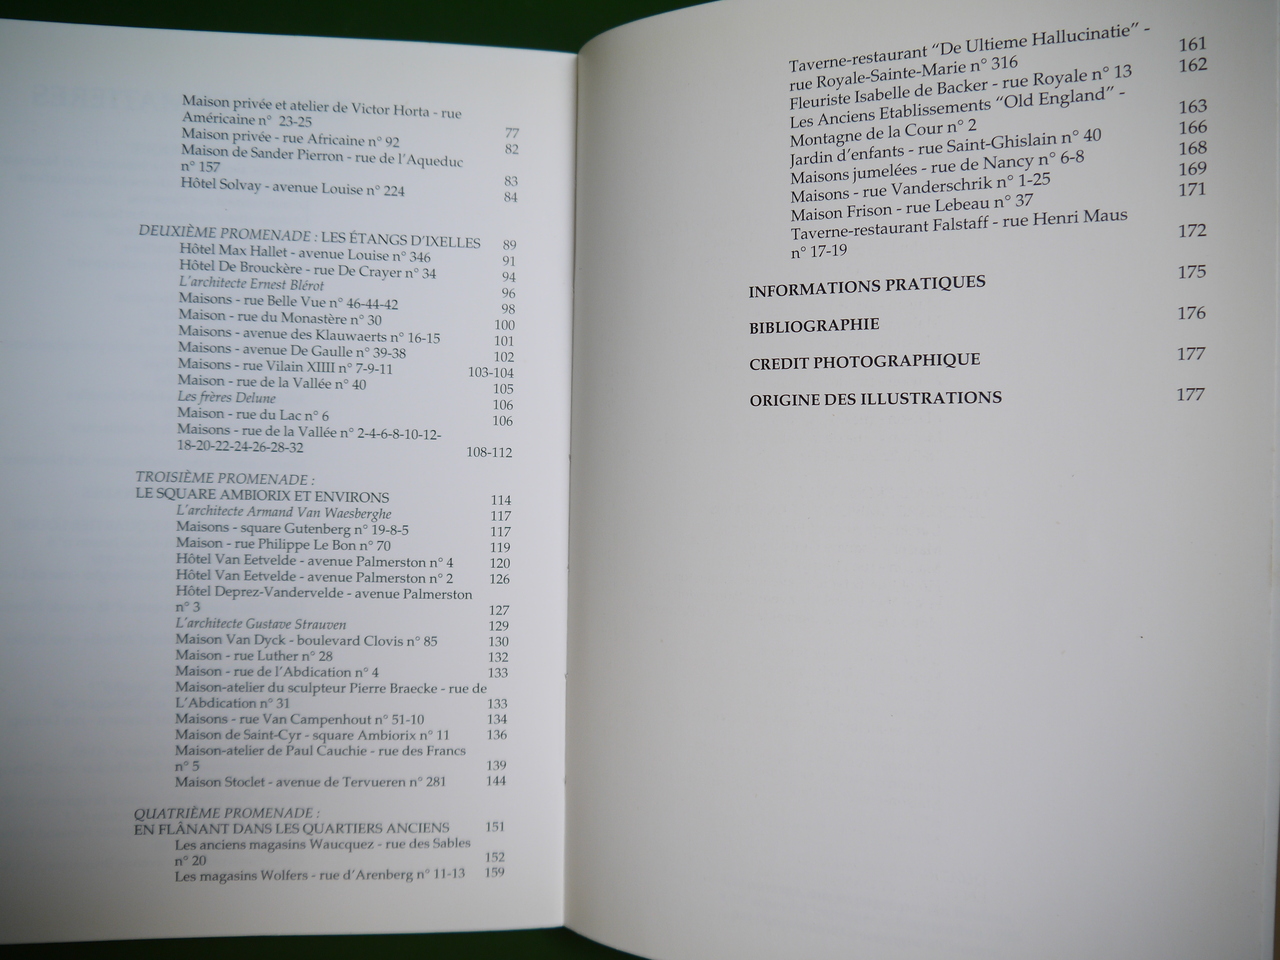 Maison privée et atelier de Victor Horta - rue
Américaine n° 23-25 77
Maison privée - rue Africaine n° 92 82
Maison de Sander Pierron - rue de l'Aqueduc
n° 157 83
Hôtel Solvay - avenue Louise n° 224 84
DEUXIÈME PROMENADE : LES ÉTANGS D'IXELLES 89
Hôtel Max Hallet - avenue Louise n° 346 91
Hôtel De Brouckère - rue De Crayer n° 34 94
L'architecte Ernest Blérot 96
Maisons - rue Belle Vue n° 46-44-42 98
Maison - rue du Monastère n° 30 100
Maisons - avenue des Klauwaerts n° 16-15 101
Maisons - avenue De Gaulle n° 39-38 102
Maisons - rue Vilain XIIII n° 7-9-11 103-104
Maison - rue de la Vallée n° 40 105
Les frères Delune 106
Maison - rue du Lac n° 6 106
Maisons - rue de la Vallée n° 2-4-6-8-10-12-
18-20-22-24-26-28-32 108-112
TROISIÈME PROMENADE :
LE SQUARE AMBIORIX ET ENVIRONS 114
L'architecte Armand Van Waesberghe 117
Maisons - square Gutenberg n° 19-8-5 117
Maison - rue Philippe Le Bon n° 70 119
Hôtel Van Eetvelde - avenue Palmerston n° 4 120
Hôtel Van Eetvelde - avenue Palmerston n° 2 126
Hôtel Deprez-Vandervelde - avenue Palmerston
n° 3 127
L'architecte Gustave Strauven 129
Maison Van Dyck - boulevard Clovis n° 85 130
Maison - rue Luther n° 28 132
Maison - rue de l'Abdication n° 4 133
Maison-atelier du sculpteur Pierre Braecke - rue de
L'Abdication n° 31 133
Maisons - rue Van Campenhout n° 51-10 134
Maison de Saint-Cyr - square Ambiorix n° 11 136
Maison-atelier de Paul Cauchie - rue des Francs
n° 5 139
Maison Stoclet - avenue de Tervueren n° 281 144
QUATRIÈME PROMENADE :
EN FLÂNANT DANS LES QUARTIERS ANCIENS 151
Les anciens magasins Waucquez - rue des Sables
n° 20 152
Les magasins Wolfers - rue d'Arenberg n° 11-13 159
Taverne-restaurant "De Ultieme Hallucinatie" -
rue Royale-Sainte-Marie n° 316 161
Fleuriste Isabelle de Backer - rue Royale n° 13 162
Les Anciens Etablissements "Old England" -
Montagne de la Cour n° 2 163
Jardin d'enfants - rue Saint-Ghislain n° 40 166
Maisons jumelées - rue de Nancy n° 6-8 168
Maisons - rue Vanderschrik n° 1-25 169
Maison Frison - rue Lebeau n° 37 171
Taverne-restaurant Falstaff - rue Henri Maus
n° 17-19 172
INFORMATIONS PRATIQUES 175
BIBLIOGRAPHIE 176
CREDIT PHOTOGRAPHIQUE 177
ORIGINE DES ILLUSTRATIONS 177